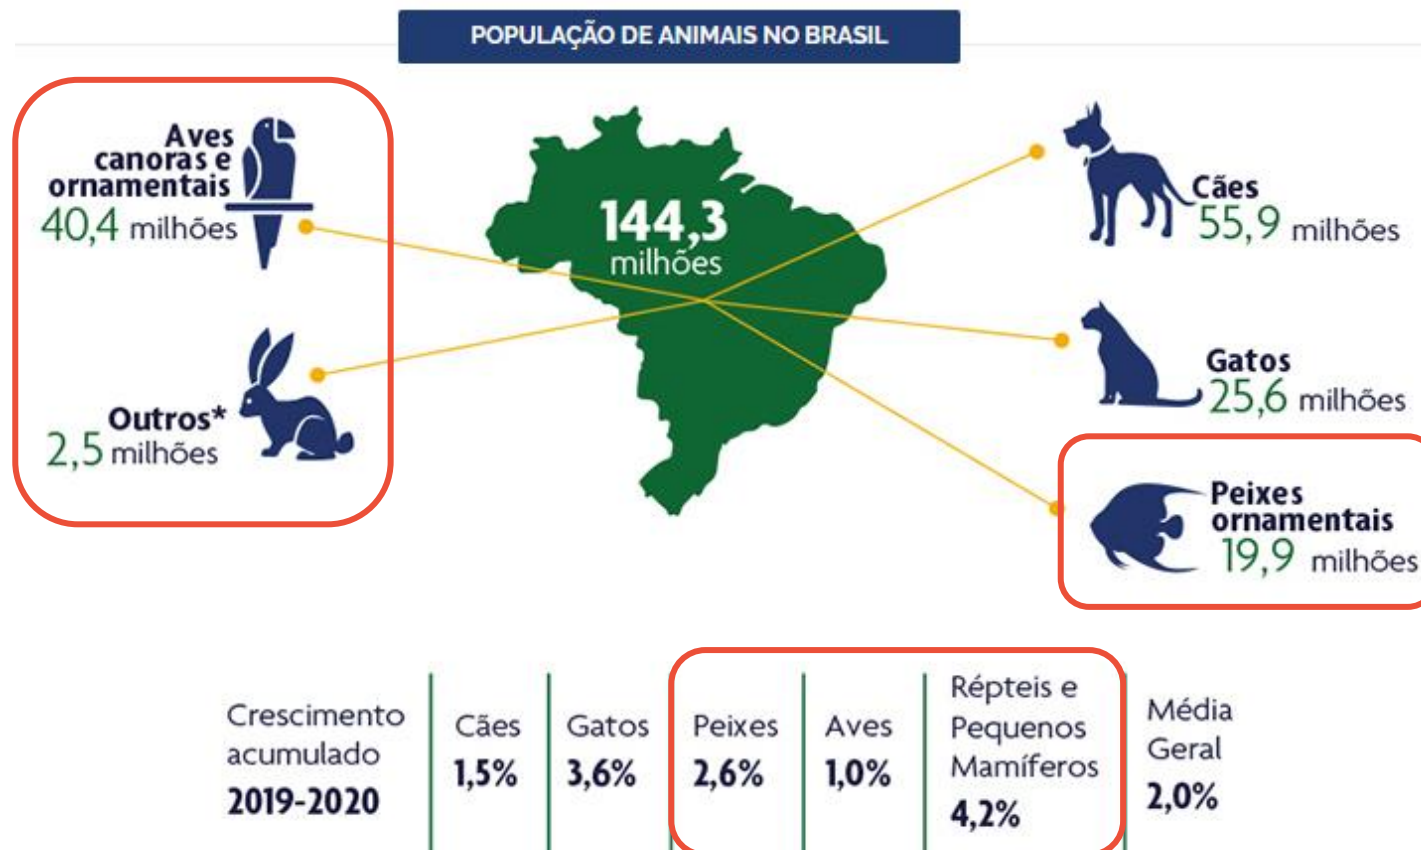 POPULAÇÃO DE ANIMAIS NO BRASIL
Aves
canoras e
ornamentais
40,4 milhões
Outros*
2,5 milhões
144,3
milhões
Cães
55,9 milhões
Gatos
25,6 milhões
Peixes
ornamentais
19,9 milhões
Crescimento
acumulado
2019-2020
Cães
1,5%
Gatos
3,6%
Peixes
2,6%
Aves
1,0%
Répteis e
Pequenos
Mamíferos
4,2%
Média
Geral
2,0%